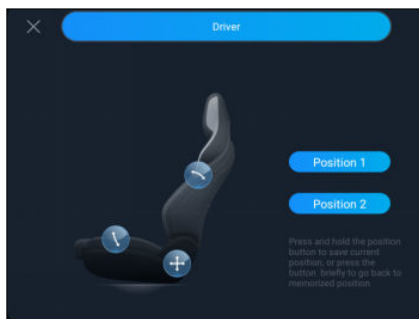 Driver
Position 1
Position 2
Press and hold the position
button to save current
position, or press the
button briefly to go back to
memorized position